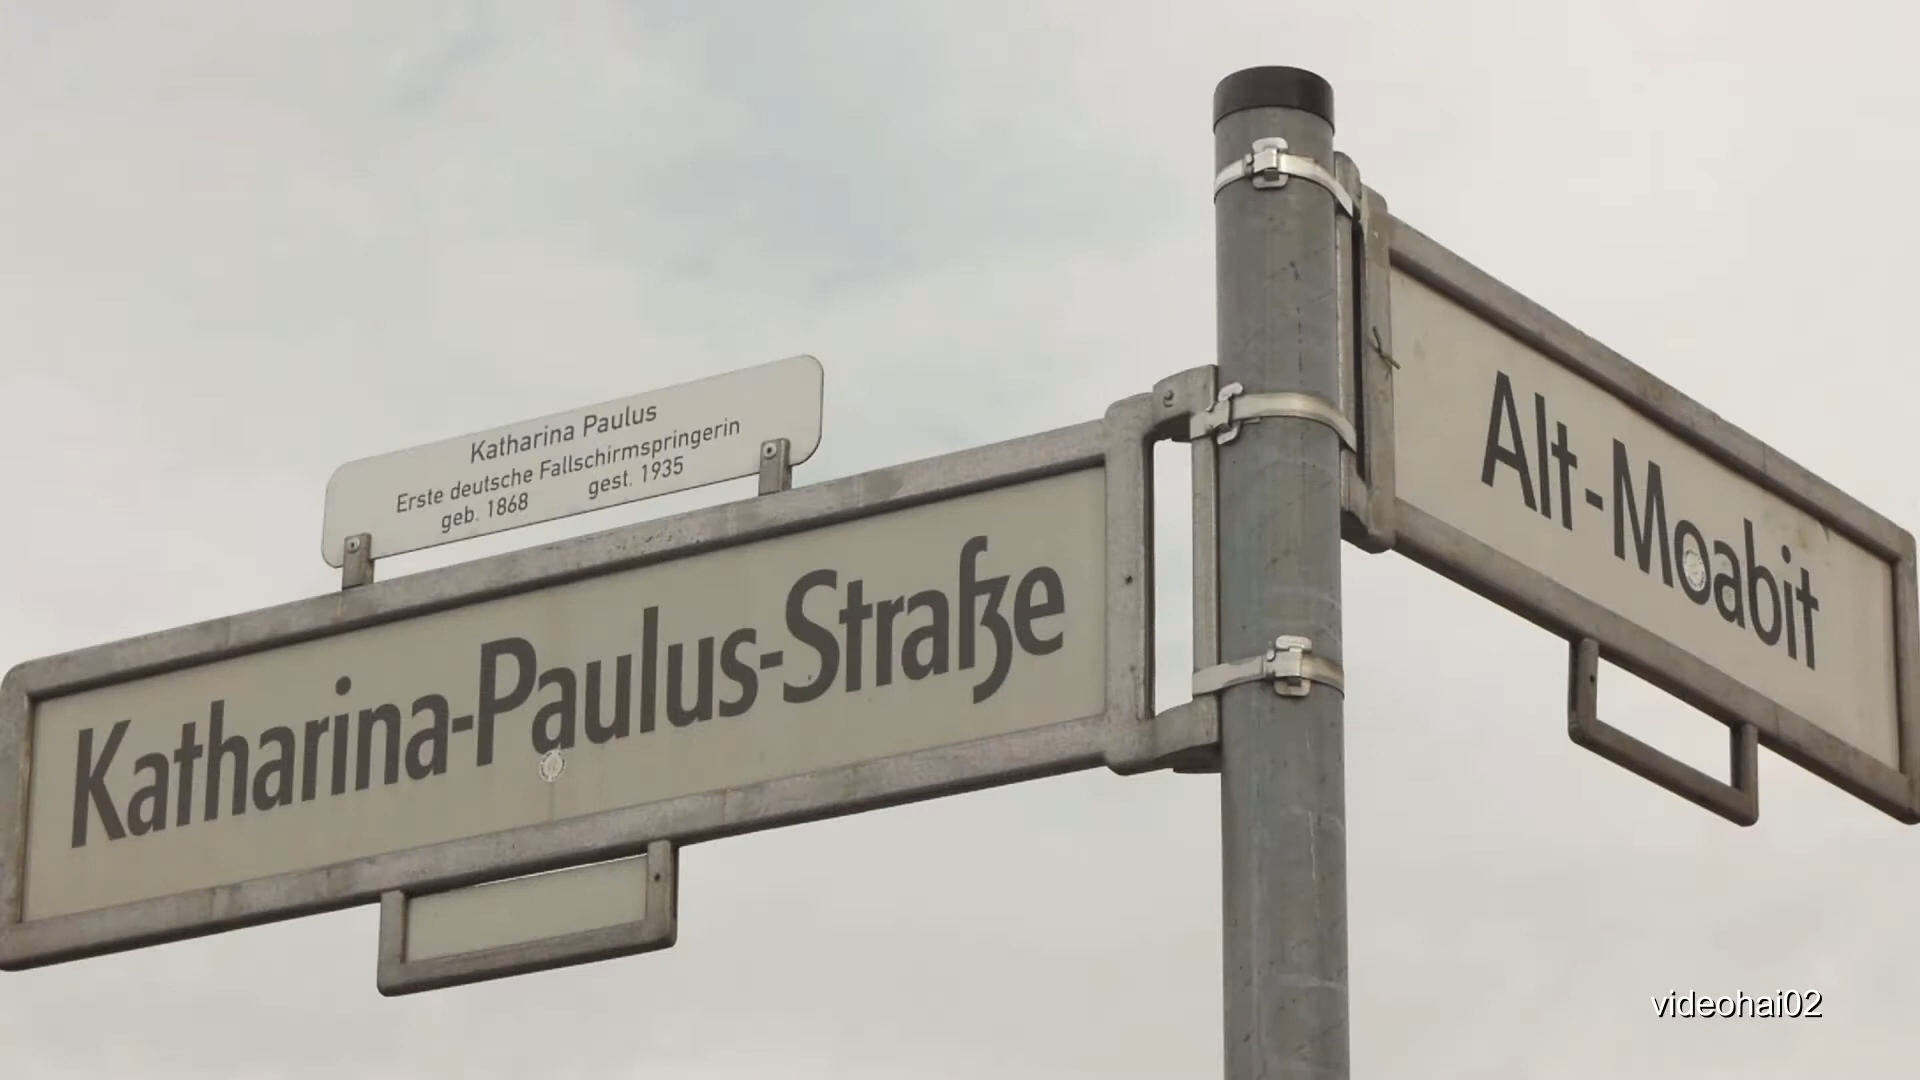 Katharina Paulus
Erste deutsche Fallschirmspringerin
geb. 1868 gest. 1935
Katharina-Paulus-Straße
Alt-Moabit
videohai02